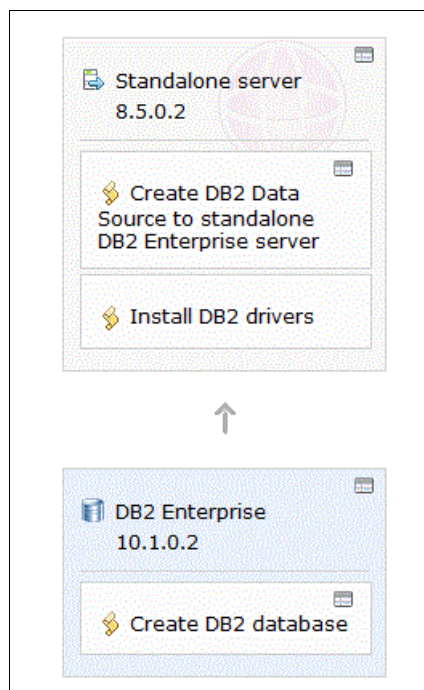 Standalone server
8.5.0.2
Create DB2 Data
Source to standalone
DB2 Enterprise server
Install DB2 drivers
DB2 Enterprise
10.1.0.2
Create DB2 database